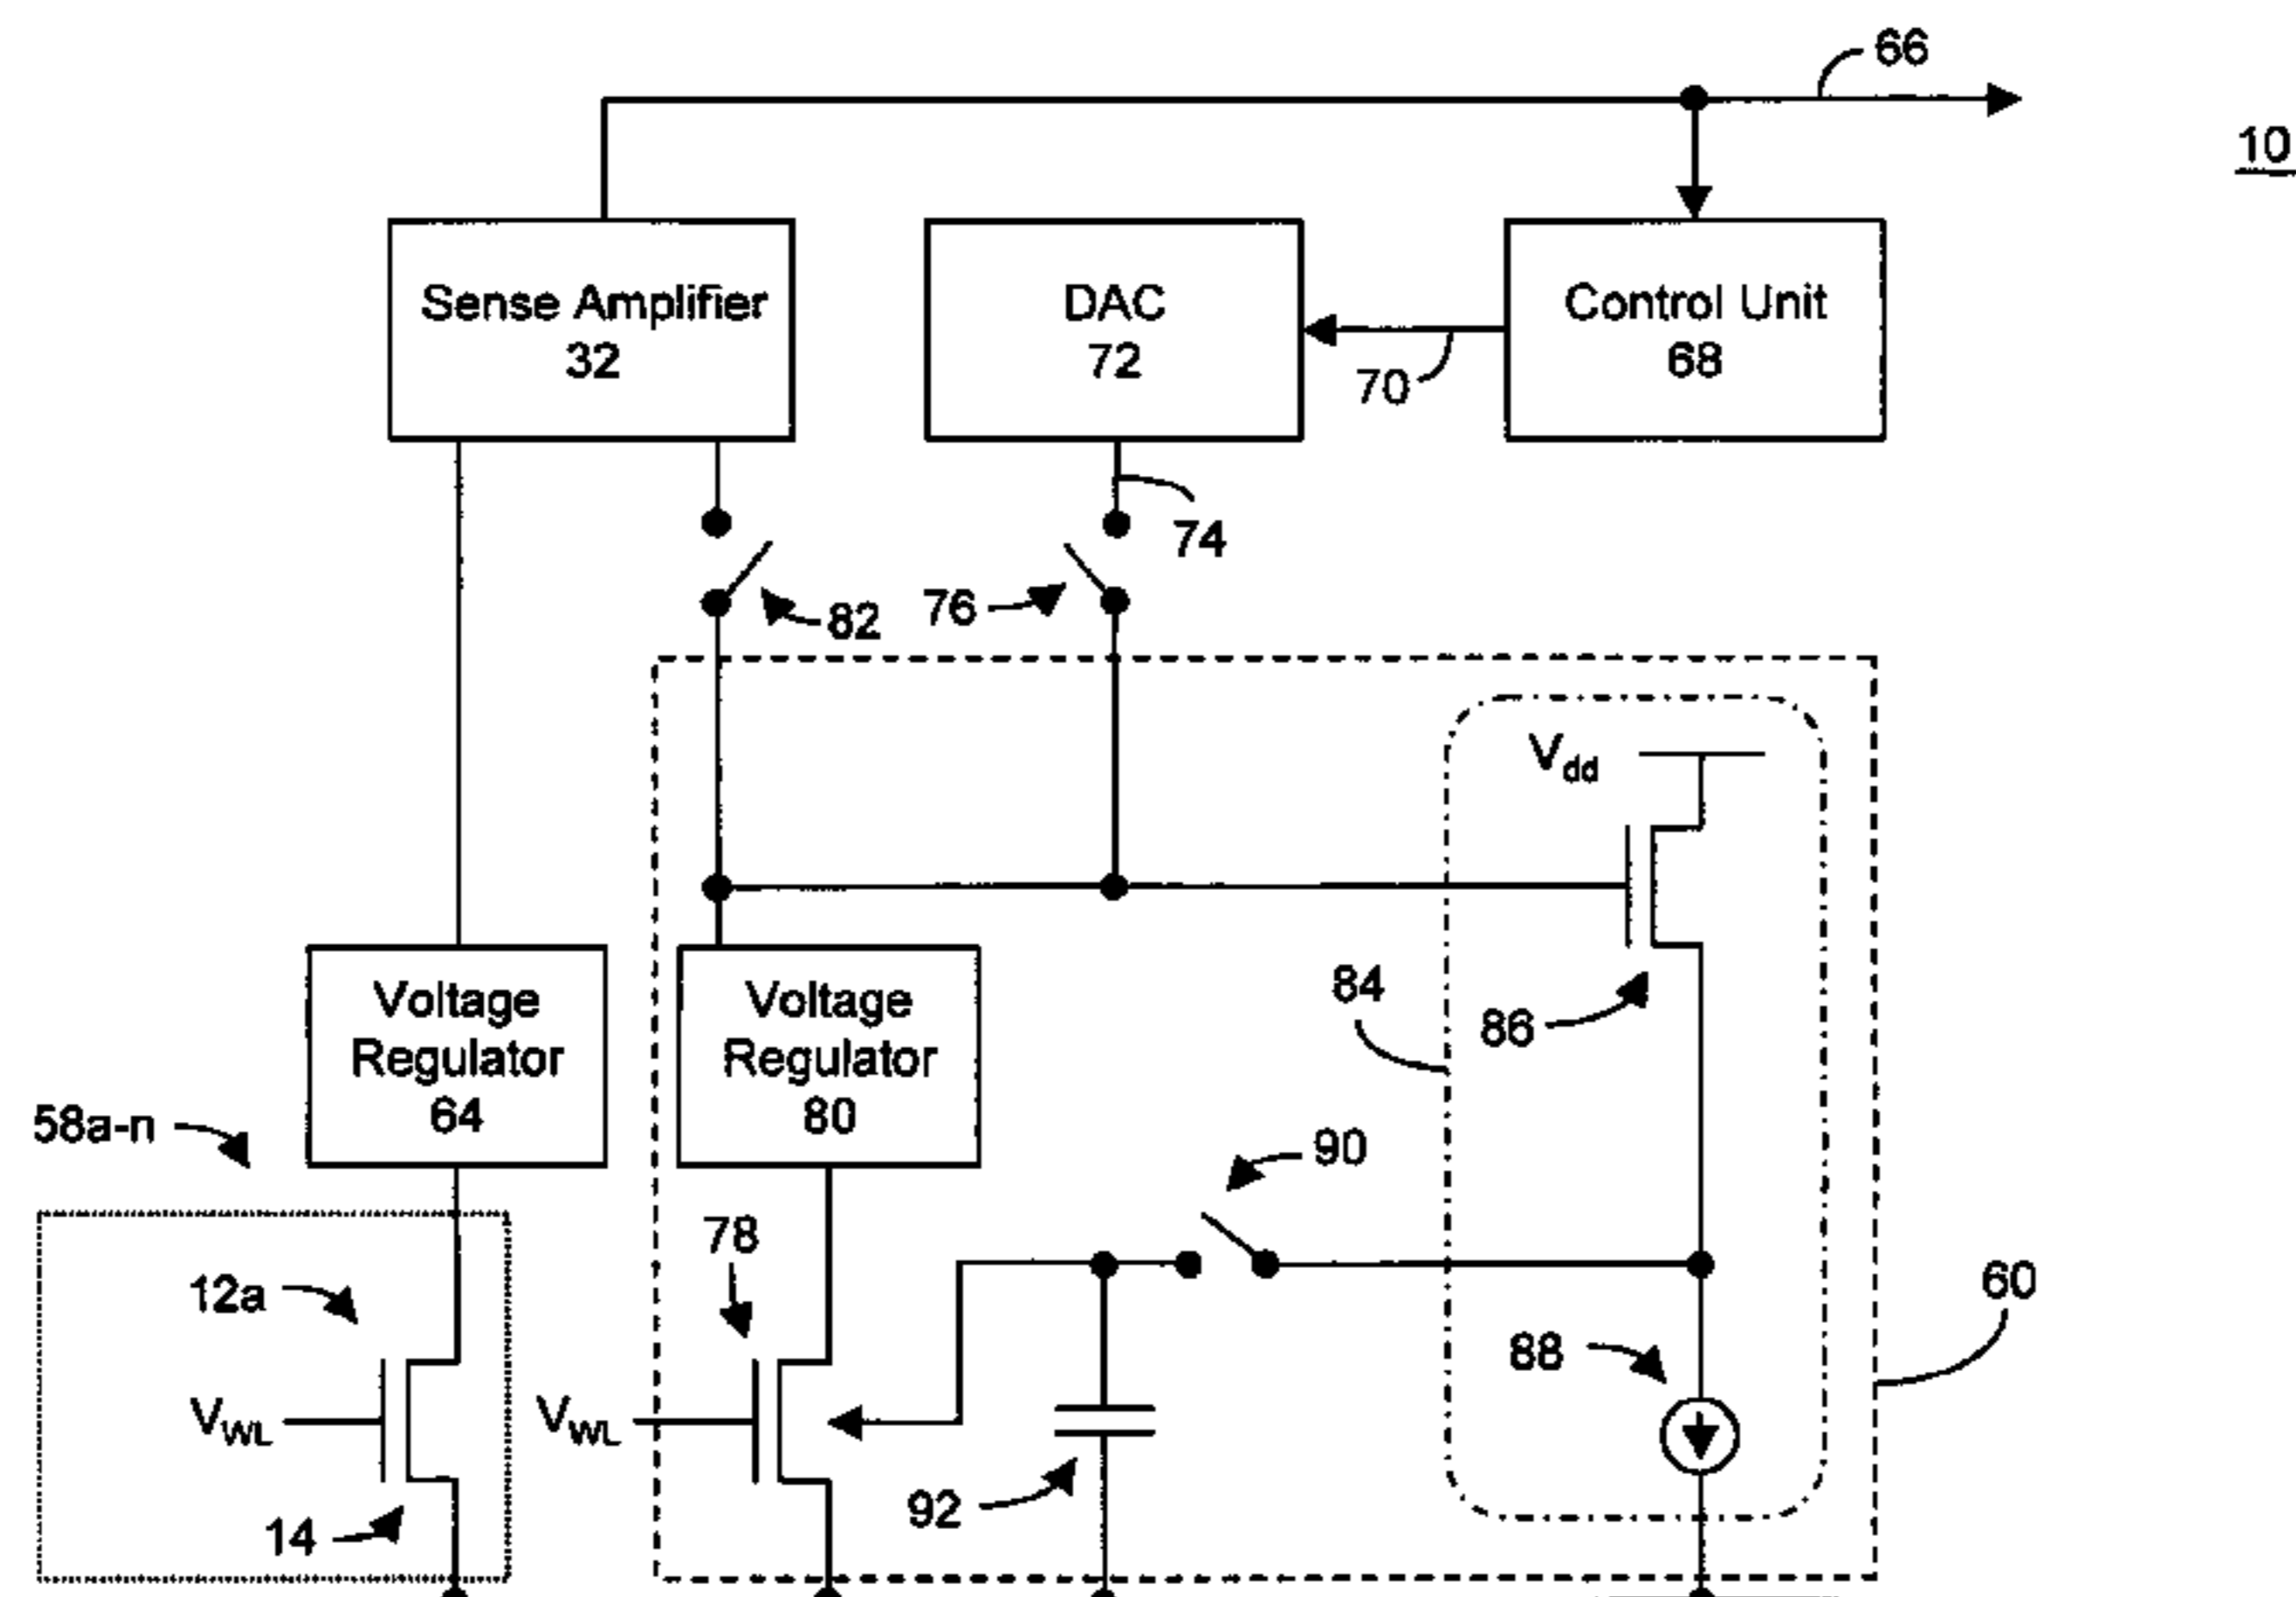 66
10
Sense Amplifier
32
DAC
72
Control Unit
68
70
74
82
76
Vdd
84
86
Voltage
Regulator
64
Voltage
Regulator
80
58a-n
90
78
12a
60
88
VWL
VWL
92
14